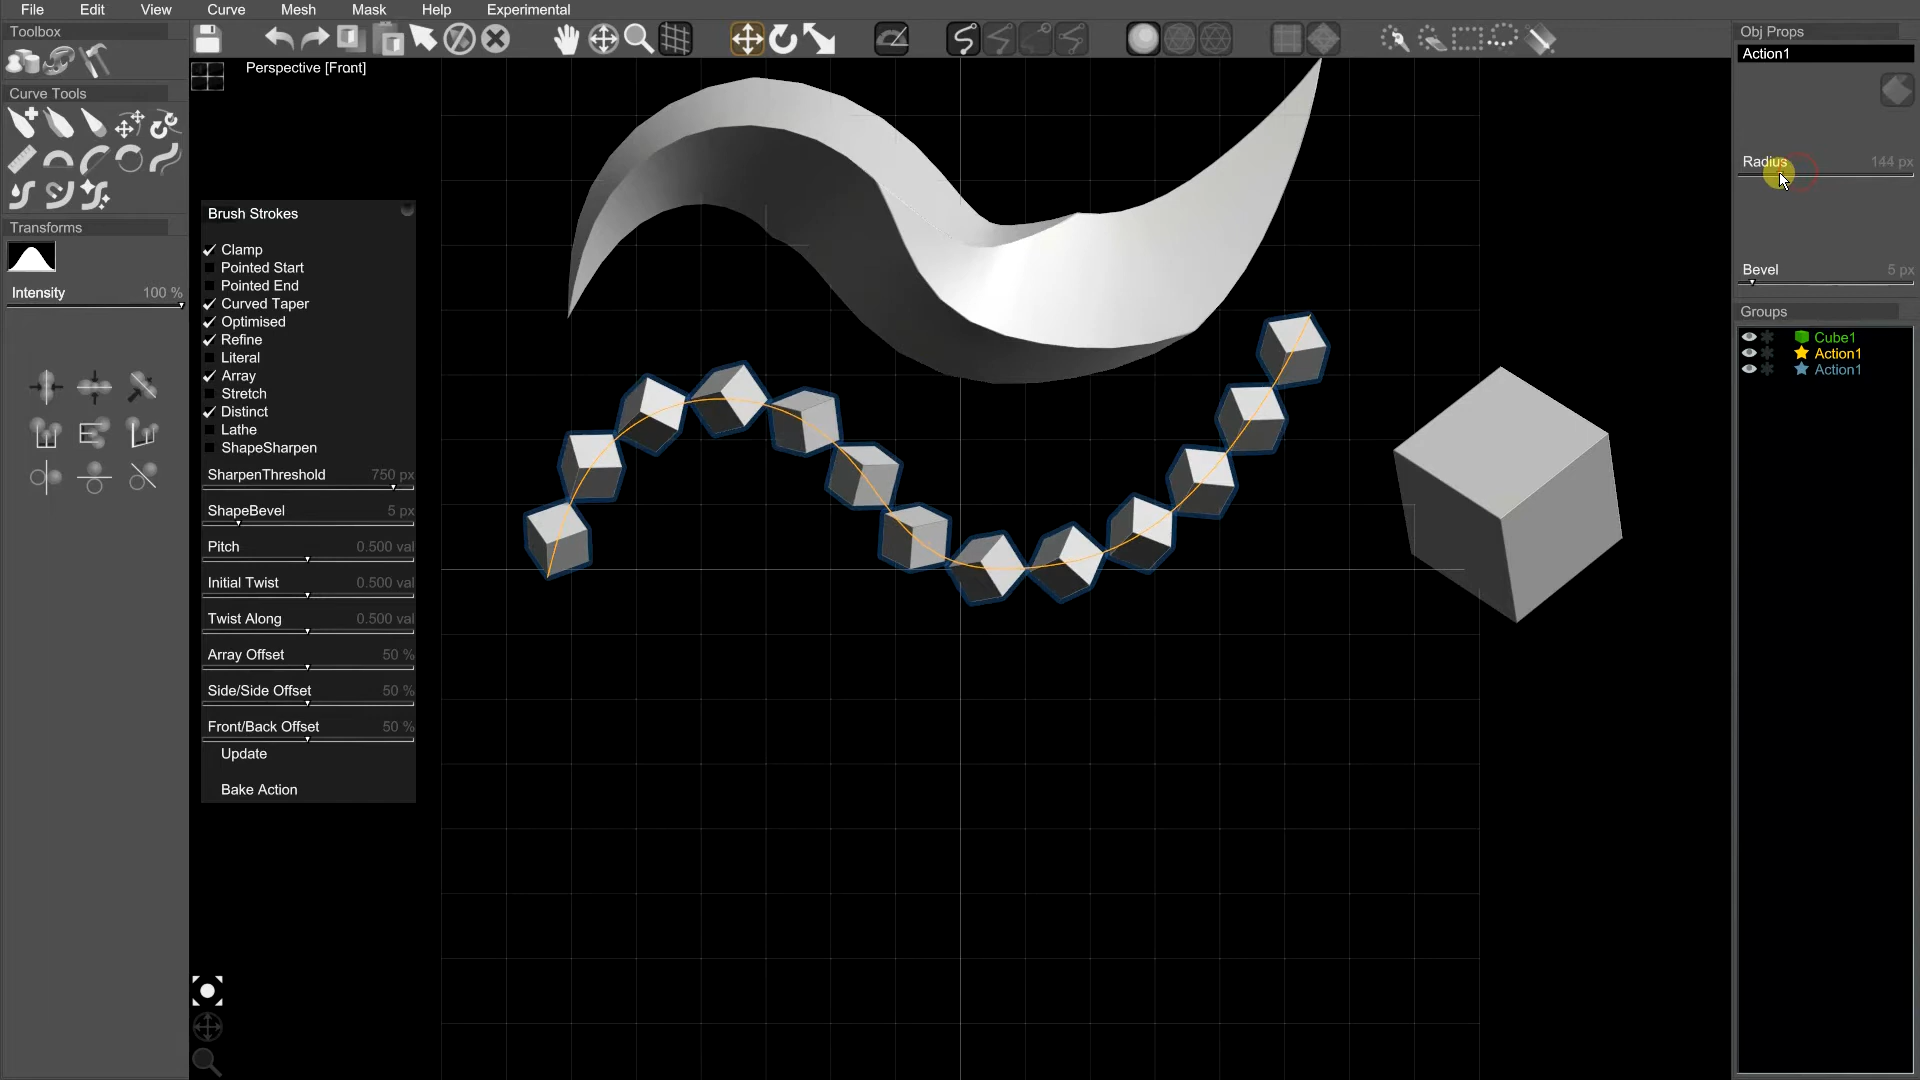 File Edit View Curve Mesh Mask Help Experimental
Toolbox
Curve Tools
Transforms
Intensity 100 %
Perspective [Front]
Brush Strokes
Clamp
Pointed Start
Pointed End
Curved Taper
Optimised
Refine
Literal
Array
Stretch
Distinct
Lathe
ShapeSharpen
SharpenThreshold 750 px
ShapeBevel 5 px
Pitch 0.500 val
Initial Twist 0.500 val
Twist Along 0.500 val
Array Offset 50 %
Side/Side Offset 50 %
Front/Back Offset 50 %
Update
Bake Action
Obj Props
Action1
Radius 144 px
Bevel 5 px
Groups
Cube1
Action1
Action1